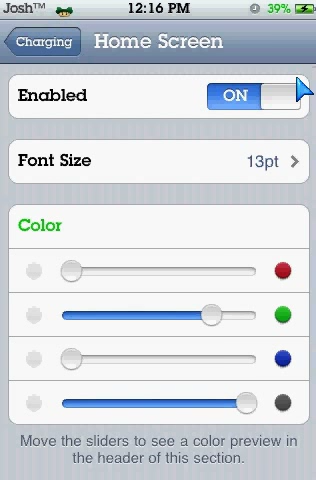 Josh™ 12:16 PM 39%
Charging Home Screen
Enabled ON
Font Size 13pt
Color
Move the sliders to see a color preview in
the header of this section.